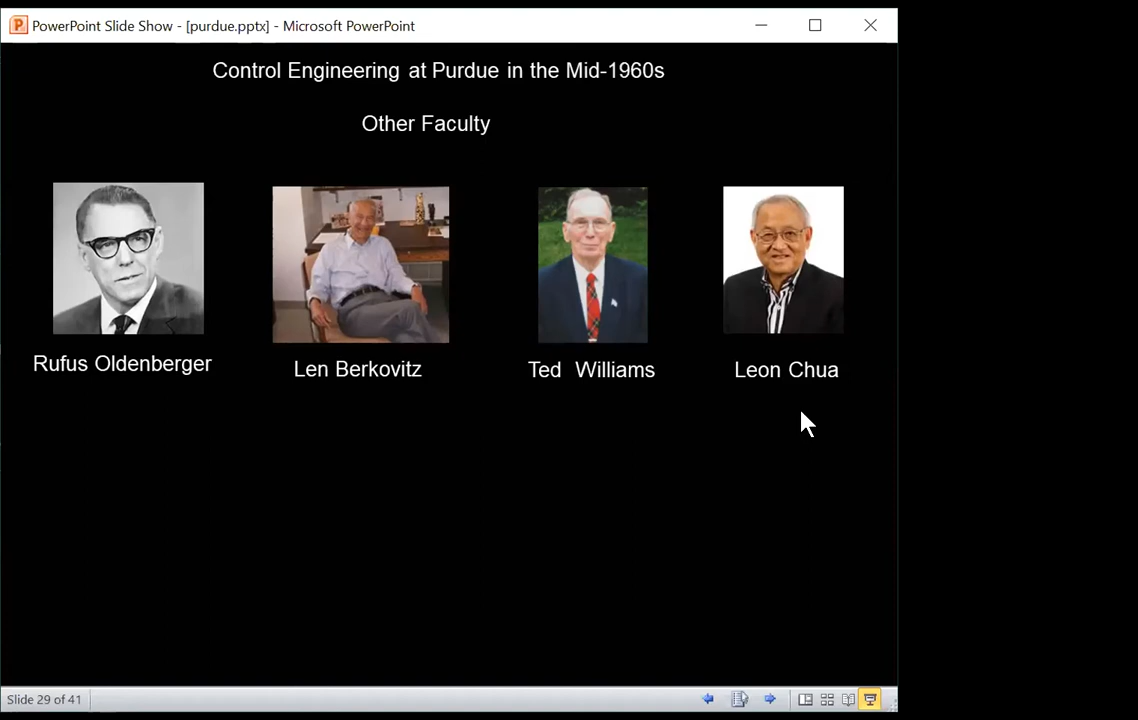 PowerPoint Slide Show - [purdue.pptx] - Microsoft PowerPoint
Control Engineering at Purdue in the Mid-1960s
Other Faculty
Rufus Oldenberger
Len Berkovitz
Ted Williams
Leon Chua
Slide 29 of 41